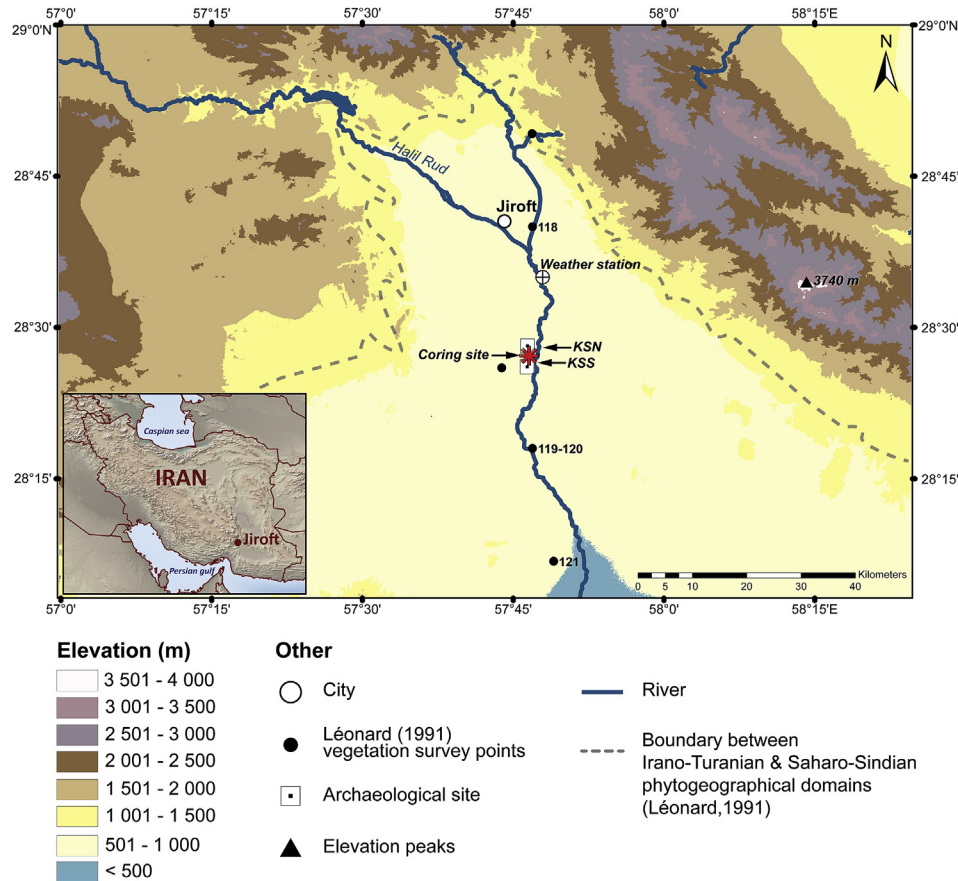 57°0' 57°15' 57°30' 57°45' 58°0' 58°15'
29°0'N 29°0'N
N
Halil Rud
28°45' 28°45'
Jiroft
118
Weather station
3740 m
28°30' 28°30'
KSN
Coring site
KSS
Caspian sea
119-120
IRAN
28°15' 28°15'
Jiroft
121
Persian gulf
Kilometers
0 5 10 20 30 40
57°0' 57°15' 57°30' 57°45' 58°0' 58°15'
Elevation (m)
3 501 - 4 000
3 001 - 3 500
2 501 - 3 000
2 001 - 2 500
1 501 - 2 000
1 001 - 1 500
501 - 1 000
< 500
Other
City
Léonard (1991)
vegetation survey points
Archaeological site
Elevation peaks
River
Boundary between
Irano-Turanian & Saharo-Sindian
phytogeographical domains
(Léonard,1991)